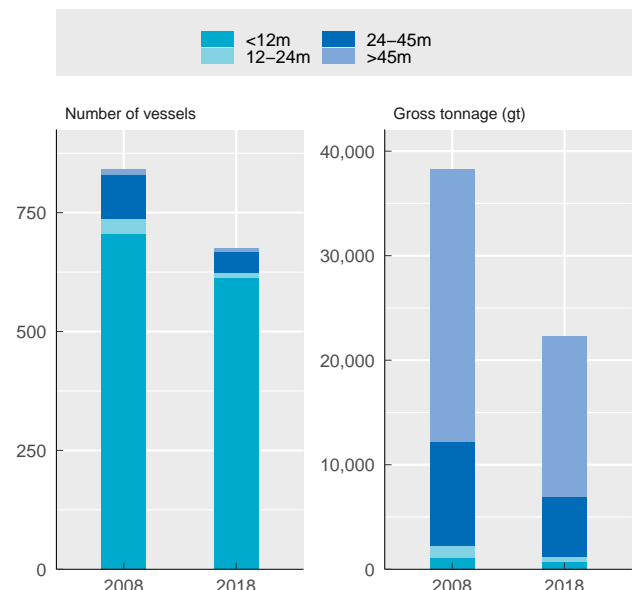 <12m 24–45m
12–24m >45m
Number of vessels
750
500
250
0
2008 2018
Gross tonnage (gt)
40,000
30,000
20,000
10,000
0
2008 2018